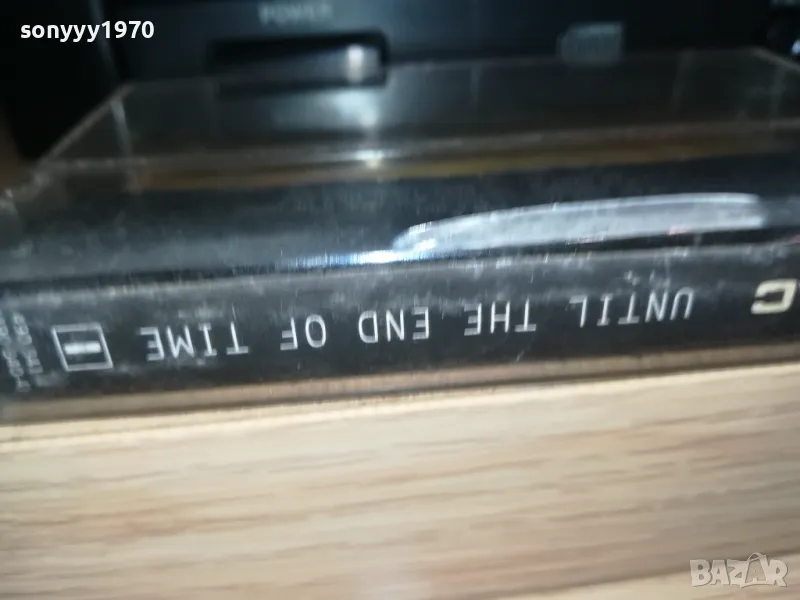 sonyyy1970
POWER
UNTIL THE END OF TIME
BAZAR